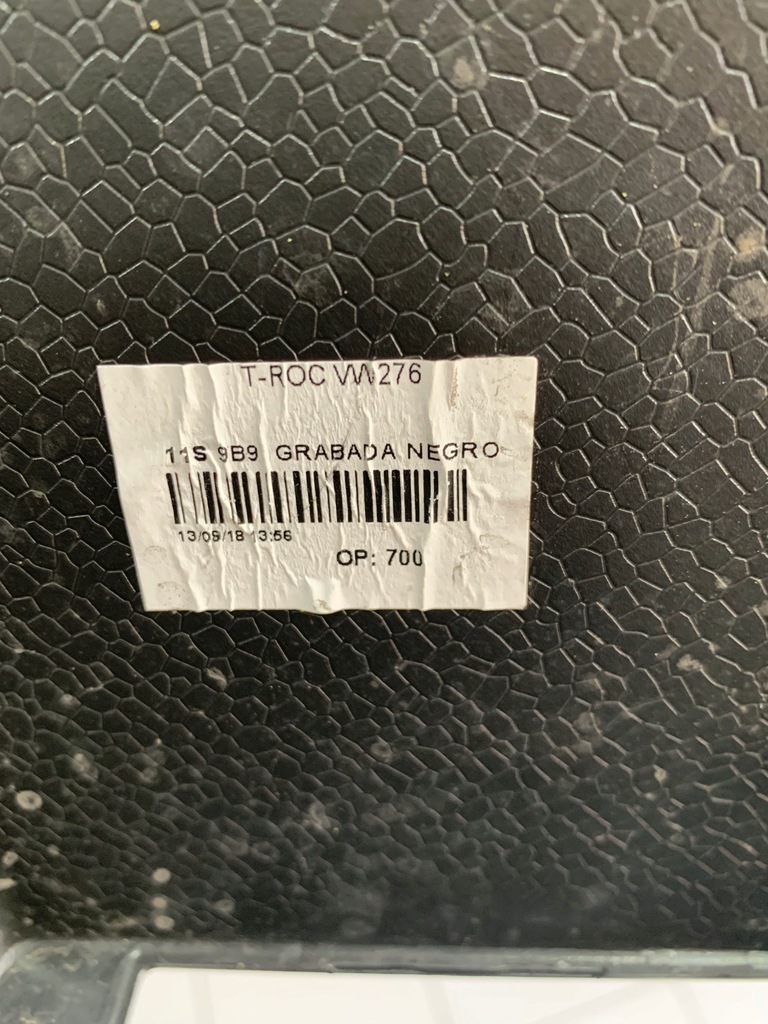 T-ROC VW276
11S 9B9 GRABADA NEGRO
13/09/18 13:56
OP: 700